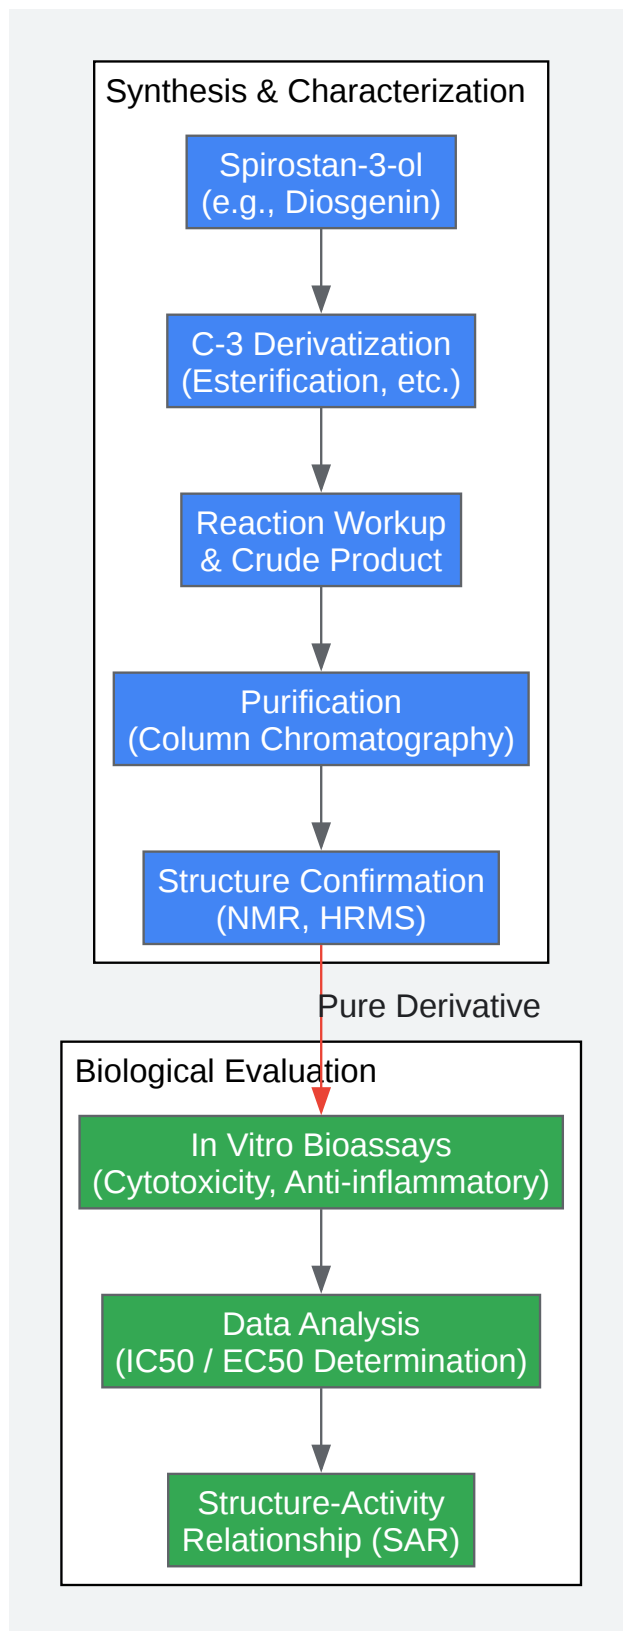 Synthesis & Characterization
Spirostan-3-ol
(e.g., Diosgenin)
C-3 Derivatization
(Esterification, etc.)
Reaction Workup
& Crude Product
Purification
(Column Chromatography)
Structure Confirmation
(NMR, HRMS)
Pure Derivative
Biological Evaluation
In Vitro Bioassays
(Cytotoxicity, Anti-inflammatory)
Data Analysis
(IC50 / EC50 Determination)
Structure-Activity
Relationship (SAR)